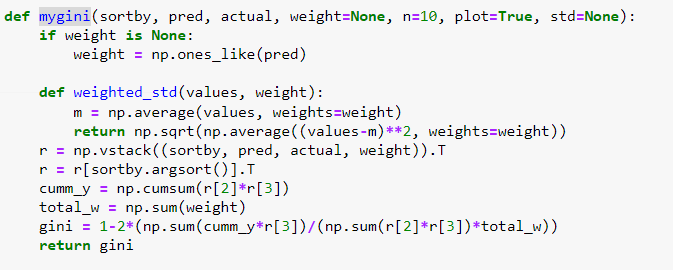 def mygini(sortby, pred, actual, weight=None, n=10, plot=True, std=None):
    if weight is None:
        weight = np.ones_like(pred)

    def weighted_std(values, weight):
        m = np.average(values, weights=weight)
        return np.sqrt(np.average((values-m)**2, weights=weight))
    r = np.vstack((sortby, pred, actual, weight)).T
    r = r[sortby.argsort()].T
    cumm_y = np.cumsum(r[2]*r[3])
    total_w = np.sum(weight)
    gini = 1-2*(np.sum(cumm_y*r[3])/(np.sum(r[2]*r[3])*total_w))
    return gini